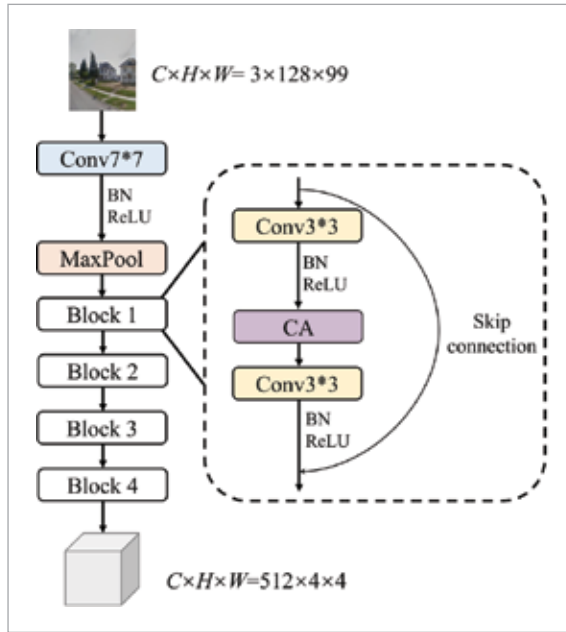 C×H×W= 3×128×99
Conv7*7
BN
ReLU
MaxPool
Block 1
Block 2
Block 3
Block 4
C×H×W=512×4×4
Conv3*3
BN
ReLU
CA
Conv3*3
BN
ReLU
Skip
connection